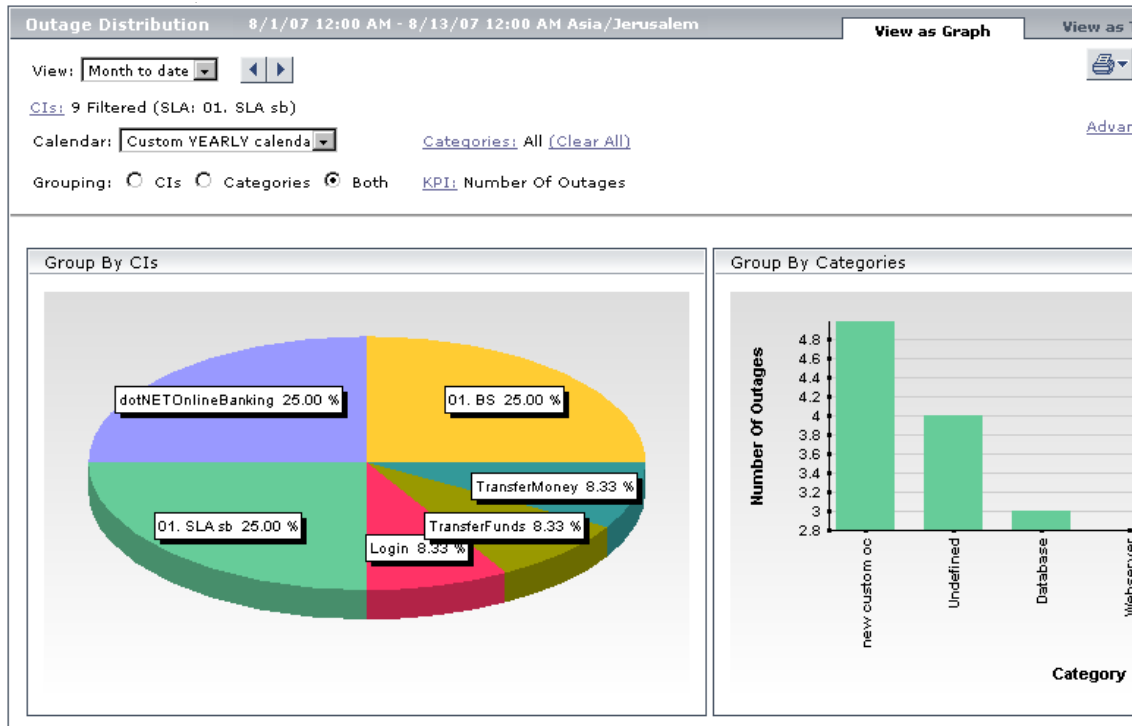 Outage Distribution 8/1/07 12:00 AM - 8/13/07 12:00 AM Asia/Jerusalem
View as Graph
View as
View: Month to date
CIs: 9 Filtered (SLA: 01. SLA sb)
Calendar: Custom YEARLY calenda
Categories: All (Clear All)
Advan
Grouping: CIs Categories Both
KPI: Number Of Outages
Group By CIs
dotNETOnlineBanking 25.00 %
01. BS 25.00 %
TransferMoney 8.33 %
01. SLA sb 25.00 %
TransferFunds 8.33 %
Login 8.33 %
Group By Categories
Number Of Outages
4.8
4.6
4.4
4.2
4
3.8
3.6
3.4
3.2
3
2.8
new custom oc
Undefined
Database
Webserver
Category